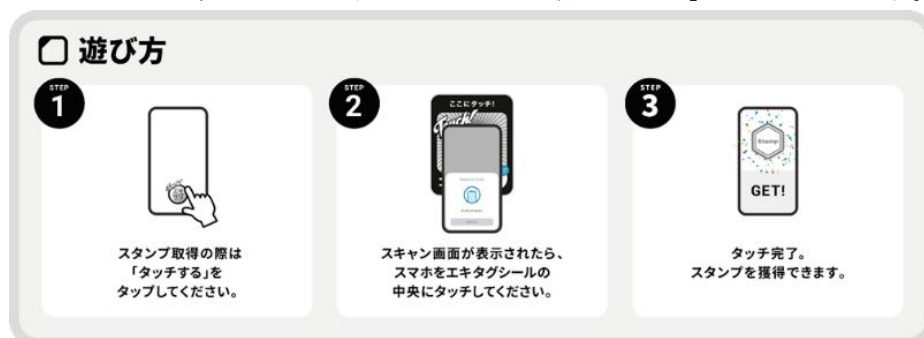 遊び方
STEP
1
スタンプ取得の際は
「タッチする」を
タップしてください。
STEP
2
ここにタッチ!
Touch!
スキャン画面が表示されたら、
スマホをエキタグシールの
中央にタッチしてください。
STEP
3
Stamp
GET!
タッチ完了。
スタンプを獲得できます。